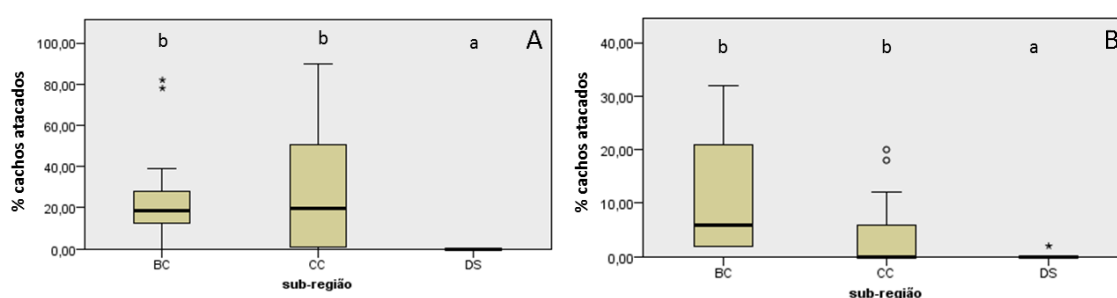 % cachos atacados
100,00
80,00
60,00
40,00
20,00
0,00
b
b
a
A
*
*
BC
CC
DS
sub-região
% cachos atacados
40,00
30,00
20,00
10,00
0,00
b
b
a
B
*
BC
CC
DS
sub-região